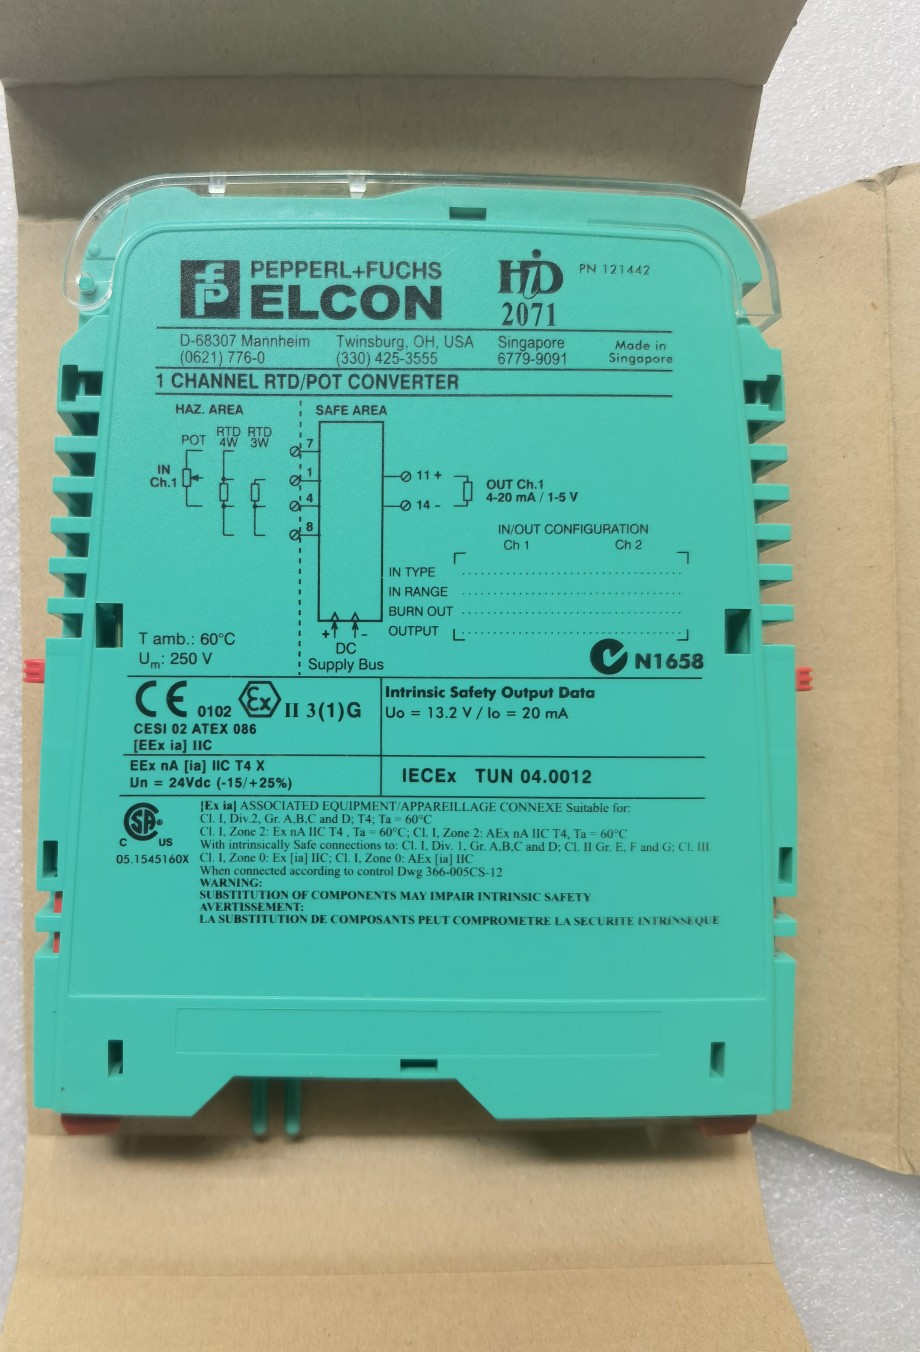 PEPPERL+FUCHS
ELCON
HiD
2071
PN 121442
D-68307 Mannheim Twinsburg, OH, USA Singapore
(0621) 776-0 (330) 425-3555 6779-9091
Made in
Singapore
1 CHANNEL RTD/POT CONVERTER
HAZ. AREA SAFE AREA
POT RTD 4W RTD 3W
IN
Ch.1
7
1
4
8
11 +
14 -
OUT Ch.1
4-20 mA / 1-5 V
IN/OUT CONFIGURATION
Ch 1 Ch 2
IN TYPE
IN RANGE
BURN OUT
OUTPUT
+ -
DC
Supply Bus
T amb.: 60°C
Um: 250 V
N1658
CE 0102 Ex II 3(1)G
CESI 02 ATEX 086
[EEx ia] IIC
Intrinsic Safety Output Data
Uo = 13.2 V / Io = 20 mA
EEx nA [ia] IIC T4 X
Un = 24Vdc (-15/+25%)
IECEx TUN 04.0012
CSA
C US
05.1545160X
[Ex ia] ASSOCIATED EQUIPMENT/APPAREILLAGE CONNEXE Suitable for:
Cl. I, Div.2, Gr. A,B,C and D; T4; Ta = 60°C
Cl. I, Zone 2: Ex nA IIC T4 , Ta = 60°C; Cl. I, Zone 2: AEx nA IIC T4, Ta = 60°C
With intrinsically Safe connections to: Cl. I, Div. 1, Gr. A,B,C and D; Cl. II Gr. E, F and G; Cl. III
Cl. I, Zone 0: Ex [ia] IIC; Cl. I, Zone 0: AEx [ia] IIC
When connected according to control Dwg 366-005CS-12
WARNING:
SUBSTITUTION OF COMPONENTS MAY IMPAIR INTRINSIC SAFETY
AVERTISSEMENT:
LA SUBSTITUTION DE COMPOSANTS PEUT COMPROMETRE LA SECURITE INTRINSEQUE